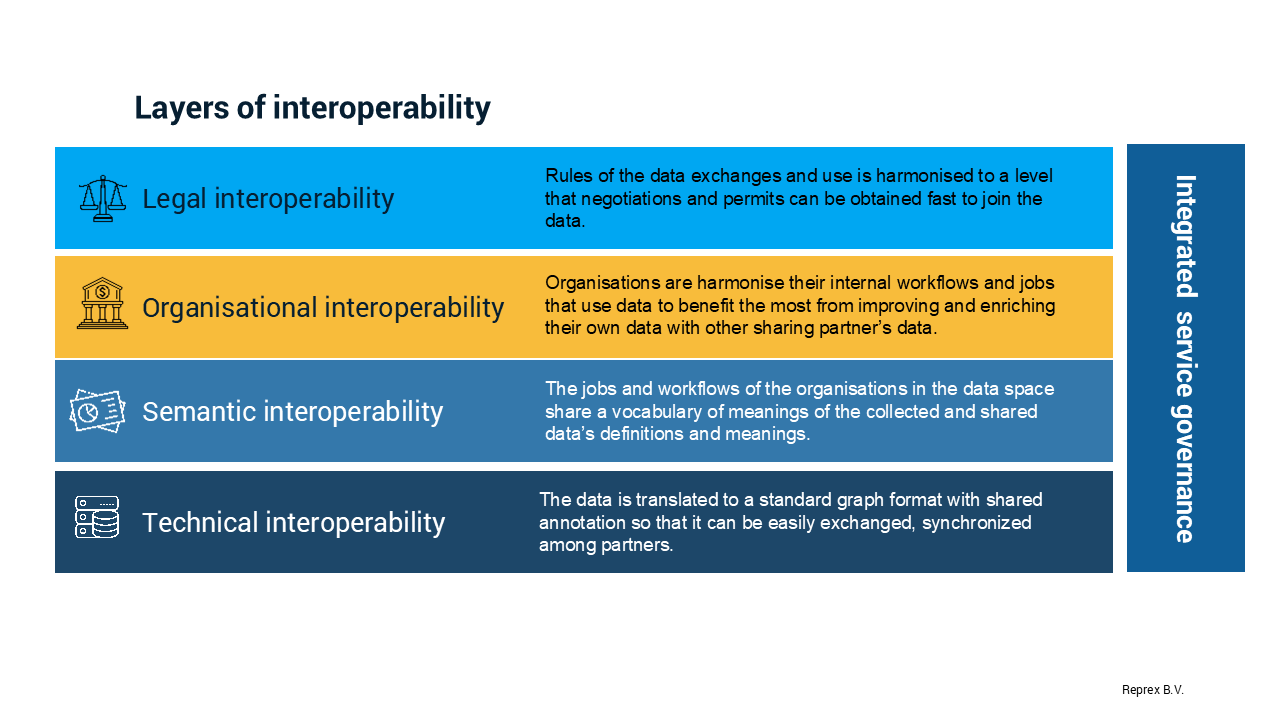 Layers of interoperability
Legal interoperability
Rules of the data exchanges and use is harmonised to a level
that negotiations and permits can be obtained fast to join the
data.
Organisational interoperability
Organisations are harmonise their internal workflows and jobs
that use data to benefit the most from improving and enriching
their own data with other sharing partner’s data.
Semantic interoperability
The jobs and workflows of the organisations in the data space
share a vocabulary of meanings of the collected and shared
data’s definitions and meanings.
Technical interoperability
The data is translated to a standard graph format with shared
annotation so that it can be easily exchanged, synchronized
among partners.
Integrated service governance
Reprex B.V.